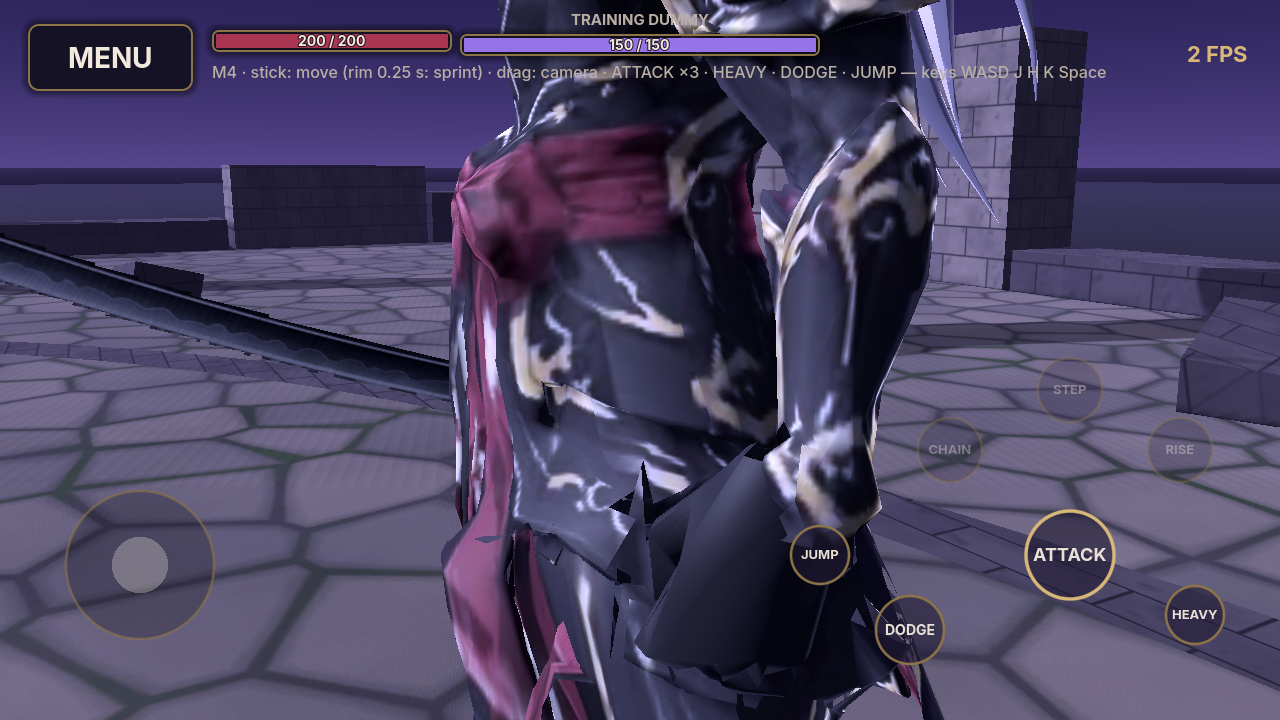 TRAINING DUMMY
MENU
200 / 200
150 / 150
2 FPS
M4 · stick: move (rim 0.25 s: sprint) · drag: camera · ATTACK ×3 · HEAVY · DODGE · JUMP — keys WASD J H K Space
STEP
CHAIN
RISE
JUMP
ATTACK
HEAVY
DODGE